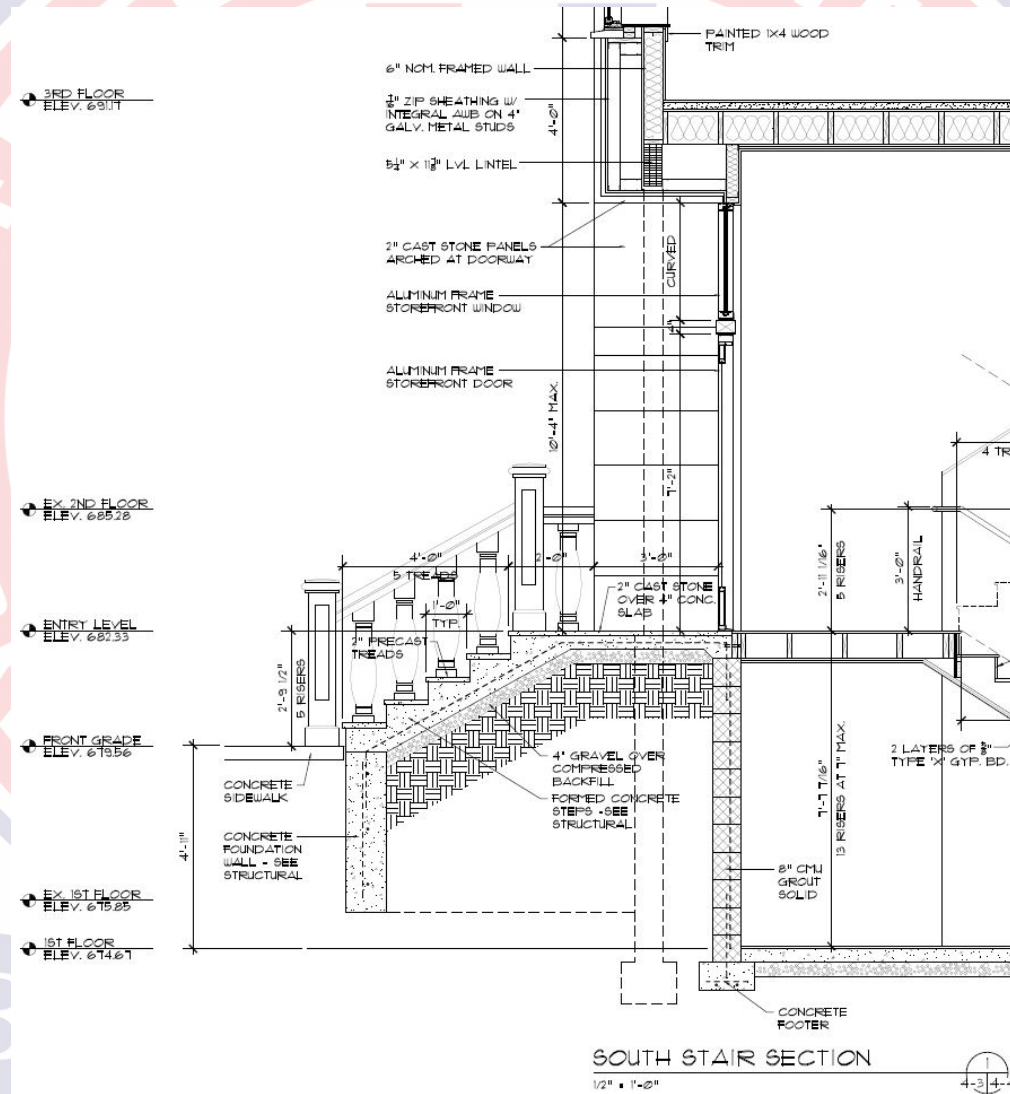 PAINTED 1X4 WOOD
TRIM
6" NOM. FRAMED WALL
3RD FLOOR
ELEV. 691.17
ZIP SHEATHING W/
INTEGRAL AWB ON 4"
GALV. METAL STUDS
4'-0"
5 1/4" X 11 7/8" LVL LINTEL
2" CAST STONE PANELS
ARCHED AT DOORWAY
CURVED
ALUMINUM FRAME
STOREFRONT WINDOW
4"
ALUMINUM FRAME
STOREFRONT DOOR
10'-4" MAX.
4 TR
7'-2"
EX. 2ND FLOOR
ELEV. 685.28
4'-0"
2'-0"
3'-0"
5 TREADS
2'-11 1/16"
5 RISERS
3'-0"
HANDRAIL
1'-0"
TYP.
2" CAST STONE
OVER 4" CONC.
SLAB
ENTRY LEVEL
ELEV. 682.33
2" PRECAST
TREADS
2'-9 1/2"
5 RISERS
FRONT GRADE
ELEV. 679.56
4" GRAVEL OVER
COMPRESSED
BACKFILL
2 LAYERS OF
TYPE 'X' GYP. BD.
CONCRETE
SIDEWALK
FORMED CONCRETE
STEPS - SEE
STRUCTURAL
7'-7 7/16"
13 RISERS AT 7" MAX.
4'-11"
CONCRETE
FOUNDATION
WALL - SEE
STRUCTURAL
8" CMU
GROUT
SOLID
EX. 1ST FLOOR
ELEV. 675.85
1ST FLOOR
ELEV. 674.67
CONCRETE
FOOTER
SOUTH STAIR SECTION
1/2" = 1'-0"
1
4-3